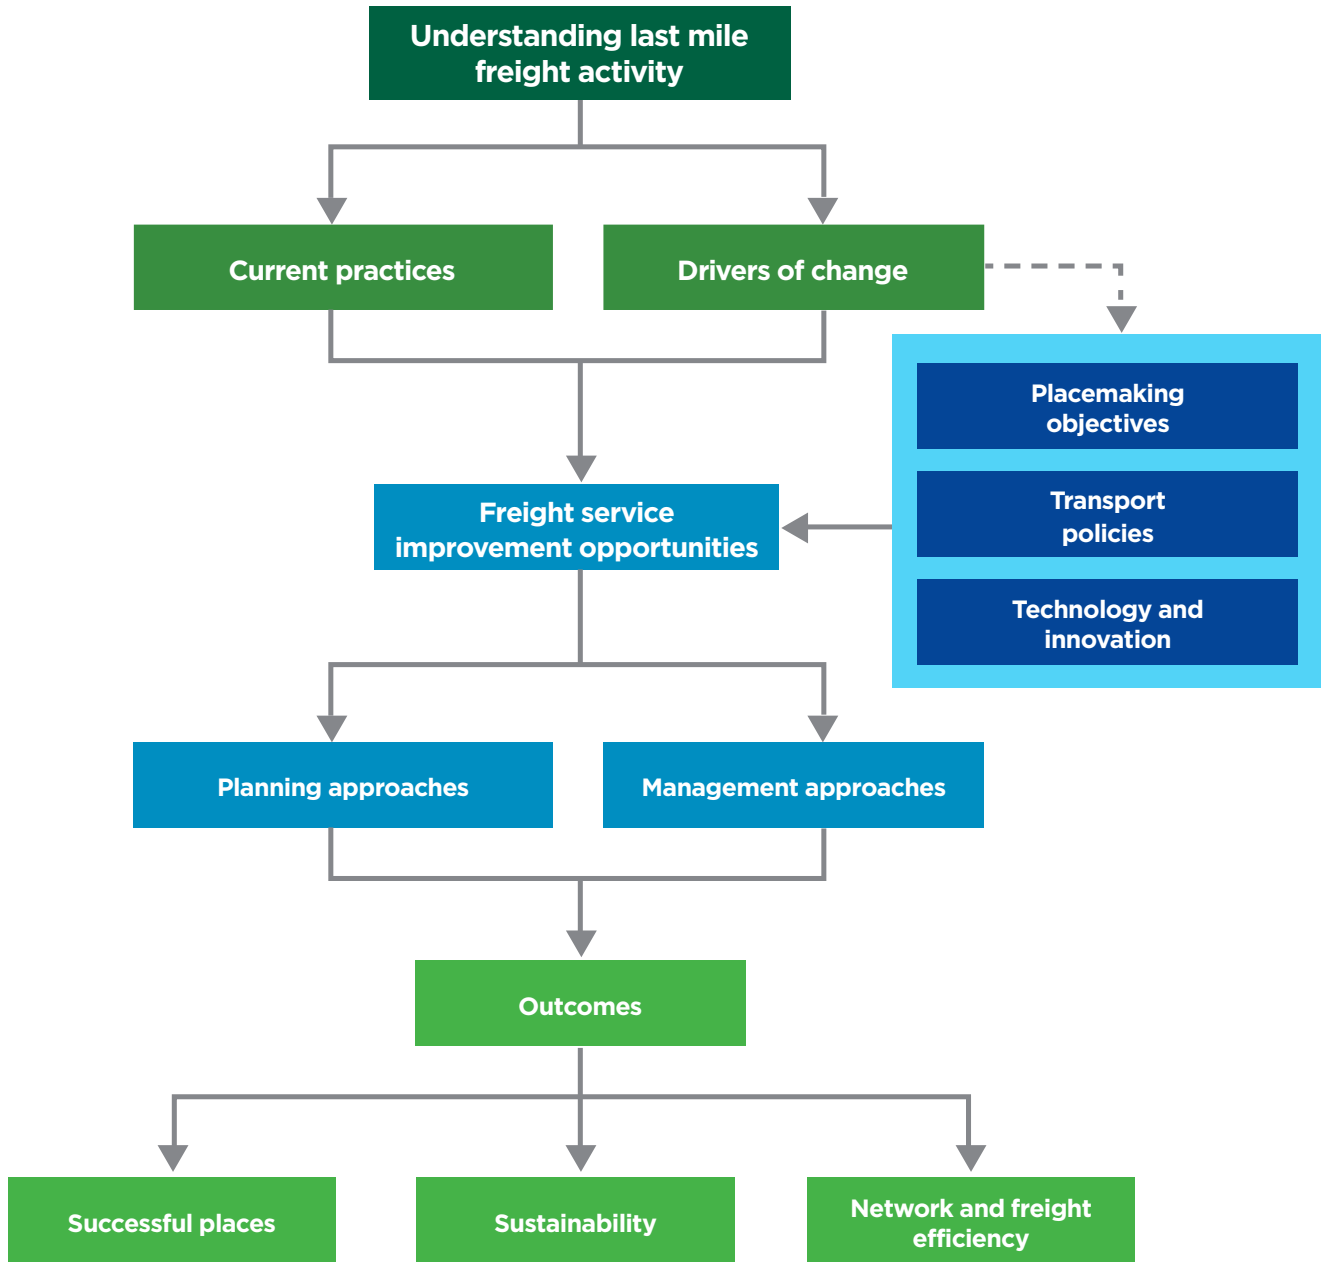 Understanding last mile
freight activity
Current practices
Drivers of change
Placemaking
objectives
Transport
policies
Technology and
innovation
Freight service
improvement opportunities
Planning approaches
Management approaches
Outcomes
Successful places
Sustainability
Network and freight
efficiency